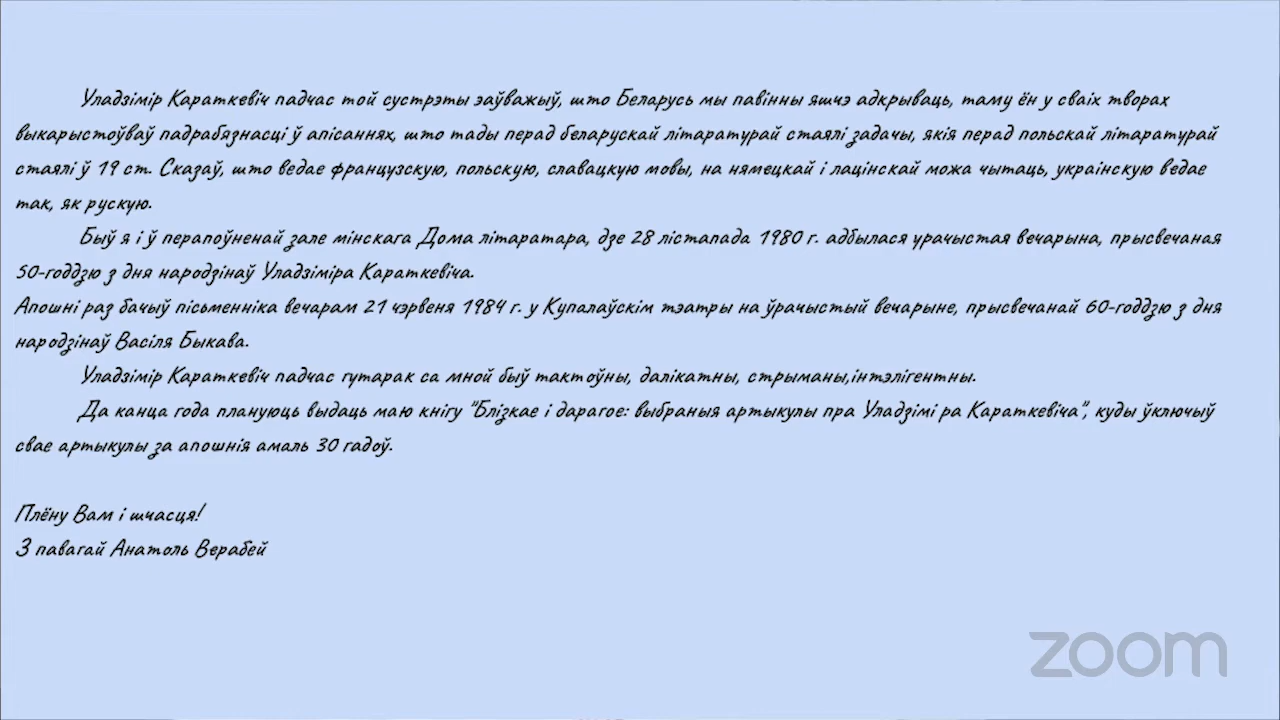 Уладзімір Караткевіч падчас той сустрэты заўважыў, што Беларусь мы павінны яшчэ адкрываць, таму ён у сваіх творах
выкарыстоўваў падрабязнасці ў апісаннях, што тады перад беларускай літаратурай стаялі задачы, якія перад польскай літаратурай
стаялі ў 19 ст. Сказаў, што ведае французскую, польскую, славацкую мовы, на нямецкай і лацінскай можа чытаць, украінскую ведае
так, як рускую.
Быў я і ў перапоўненай зале мінскага Дома літаратара, дзе 28 лістапада 1980 г. адбылася урачыстая вечарына, прысвечаная
50-годдзю з дня народзінаў Уладзіміра Караткевіча.
Апошні раз бачыў пісьменніка вечарам 21 чэрвеня 1984 г. у Купалаўскім тэатры на ўрачыстый вечарыне, прысвечанай 60-годдзю з дня
народзінаў Васіля Быкава.
Уладзімір Караткевіч падчас гутарак са мной быў тактоўны, далікатны, стрыманы,інтэлігентны.
Да канца года плануюць выдаць маю кнігу "Блізкае і дарагое: выбраныя артыкулы пра Уладзімі ра Караткевіча", куды ўключыў
свае артыкулы за апошнія амаль 30 гадоў.
Плёну Вам і шчасця!
З павагай Анатоль Верабей
zoom